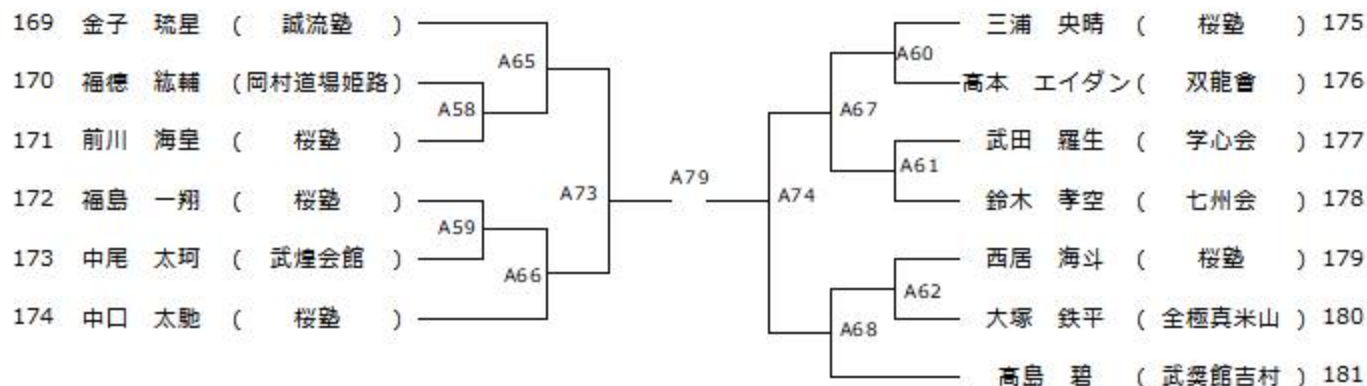 169 金子 琉星 ( 誠流塾 )
170 福德 紘輔 (岡村道場姫路)
171 前川 海皇 ( 桜塾 )
172 福島 一翔 ( 桜塾 )
173 中尾 太珂 ( 武煌会館 )
174 中口 太馳 ( 桜塾 )
A65
A58
A59
A66
A73
A79
A74
A67
A60
A61
A62
A68
三浦 央晴 ( 桜塾 ) 175
高本 エイダン( 双龍會 ) 176
武田 羅生 ( 学心会 ) 177
鈴木 孝空 ( 七州会 ) 178
西居 海斗 ( 桜塾 ) 179
大塚 鉄平 ( 全極真米山 ) 180
高島 碧 ( 武奨館吉村 ) 181